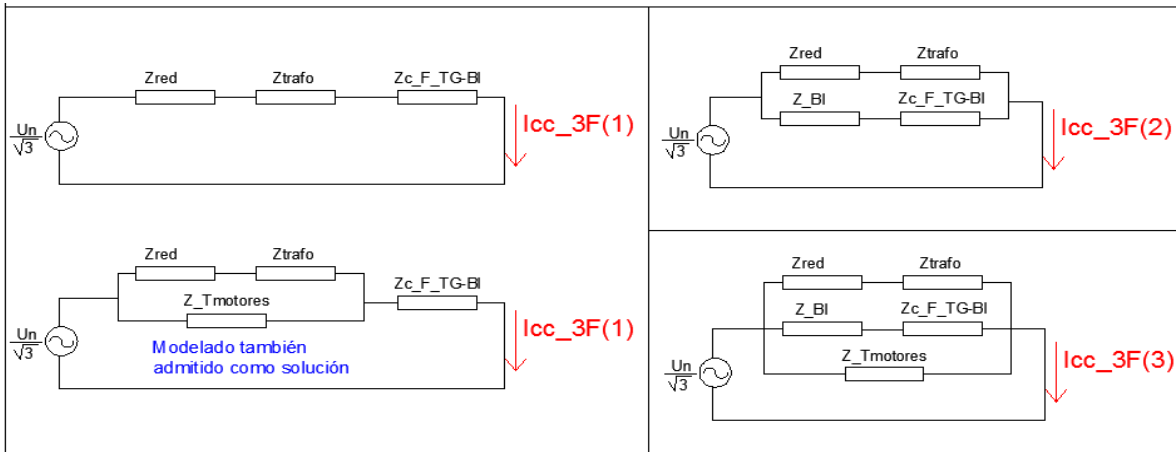 Zred Ztrafo Zc_F_TG-BI
Un
√3
Icc_3F(1)
Zred Ztrafo
Z_Tmotores
Zc_F_TG-BI
Un
√3
Modelado también
admitido como solución
Icc_3F(1)
Zred Ztrafo
Z_BI Zc_F_TG-BI
Un
√3
Icc_3F(2)
Zred Ztrafo
Z_BI Zc_F_TG-BI
Z_Tmotores
Un
√3
Icc_3F(3)